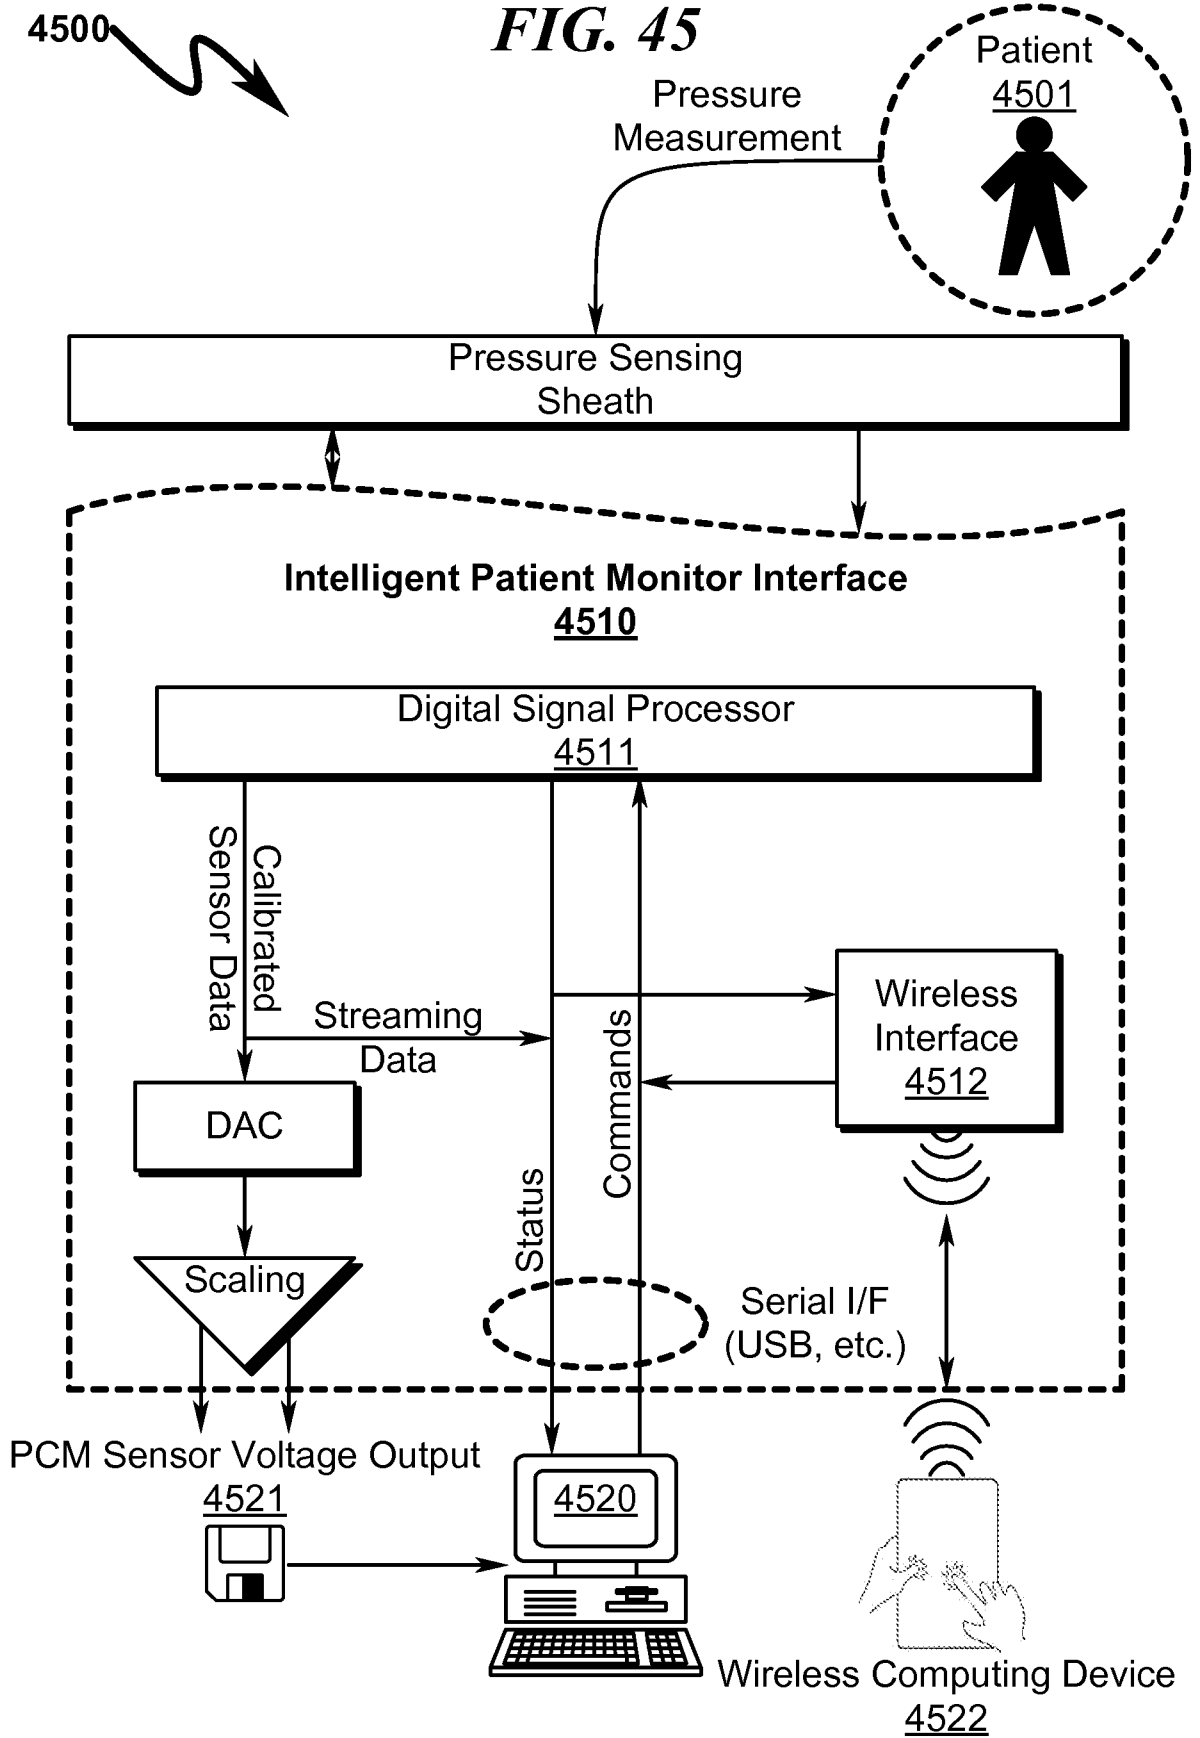 4500
FIG. 45
Patient
4501
Pressure
Measurement
Pressure Sensing
Sheath
Intelligent Patient Monitor Interface
4510
Digital Signal Processor
4511
Calibrated
Sensor Data
Streaming
Data
Wireless
Interface
4512
DAC
Commands
Status
Scaling
Serial I/F
(USB, etc.)
PCM Sensor Voltage Output
4521
4520
Wireless Computing Device
4522